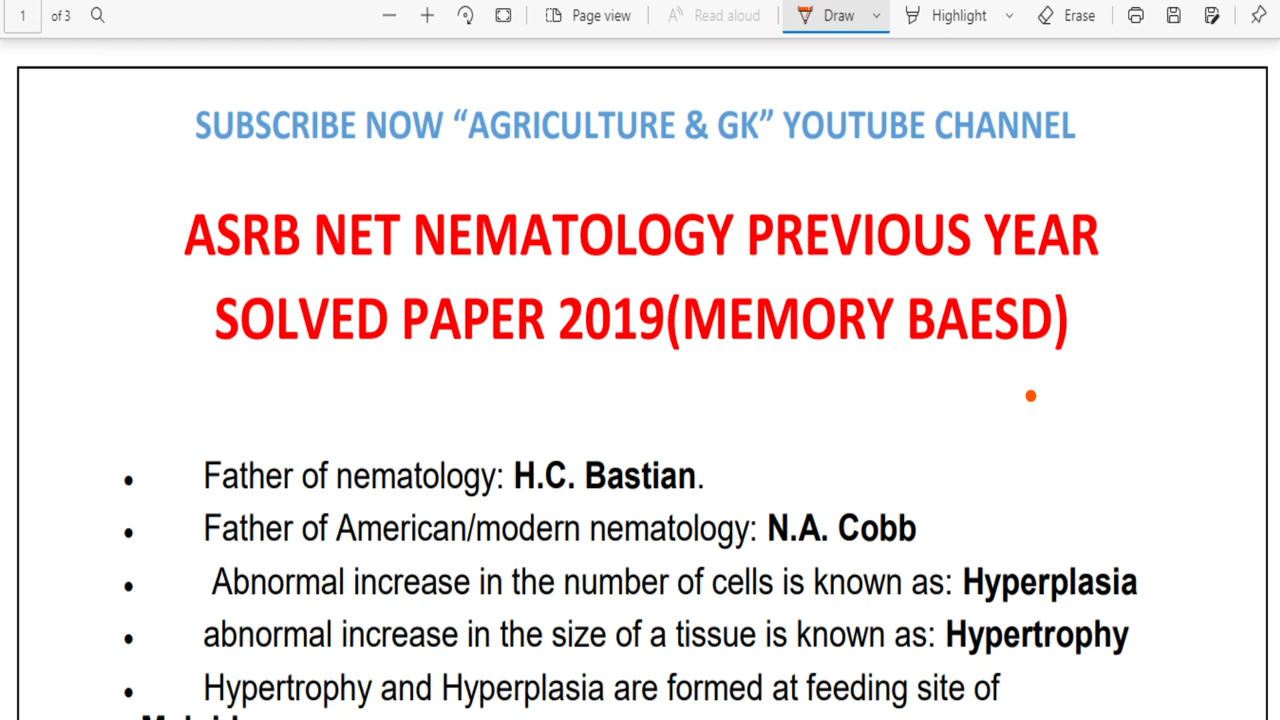 1 of 3 Page view Read aloud Draw Highlight Erase
SUBSCRIBE NOW “AGRICULTURE & GK” YOUTUBE CHANNEL
ASRB NET NEMATOLOGY PREVIOUS YEAR
SOLVED PAPER 2019(MEMORY BAESD)
• Father of nematology: H.C. Bastian.
• Father of American/modern nematology: N.A. Cobb
• Abnormal increase in the number of cells is known as: Hyperplasia
• abnormal increase in the size of a tissue is known as: Hypertrophy
• Hypertrophy and Hyperplasia are formed at feeding site of